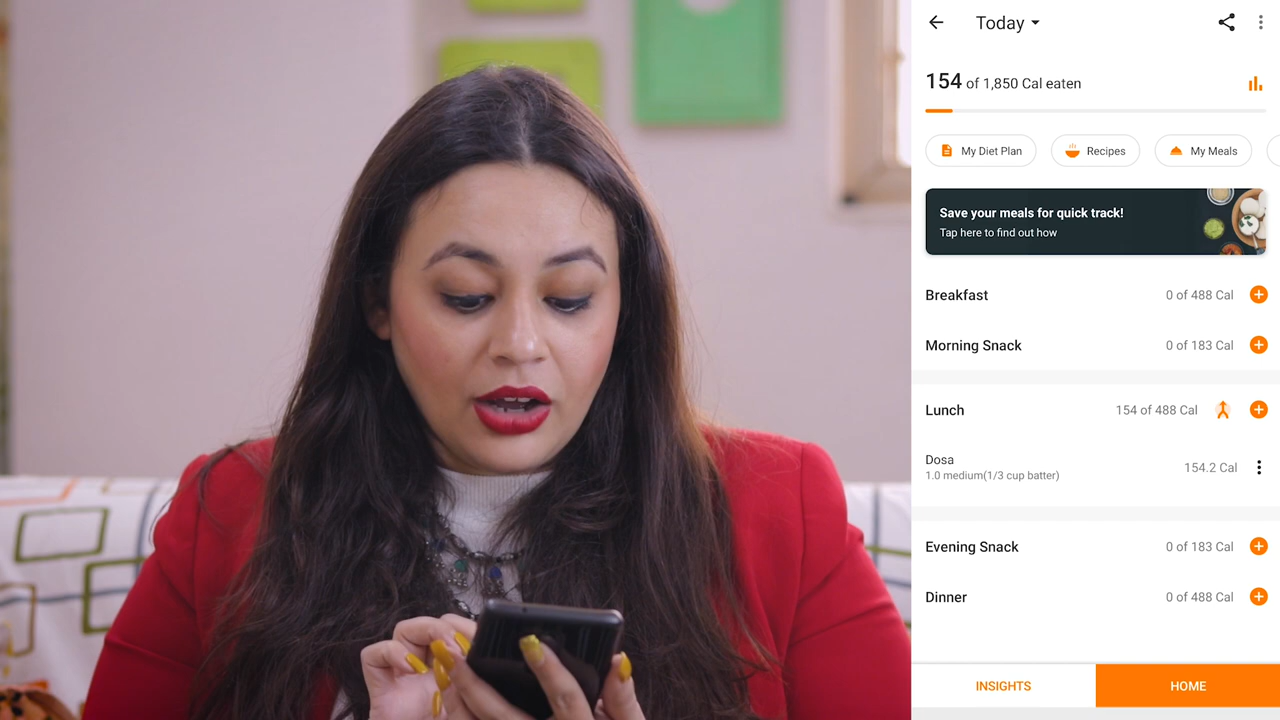 Today
154 of 1,850 Cal eaten
My Diet Plan
Recipes
My Meals
Save your meals for quick track!
Tap here to find out how
Breakfast
0 of 488 Cal
Morning Snack
0 of 183 Cal
Lunch
154 of 488 Cal
Dosa
1.0 medium(1/3 cup batter)
154.2 Cal
Evening Snack
0 of 183 Cal
Dinner
0 of 488 Cal
INSIGHTS
HOME